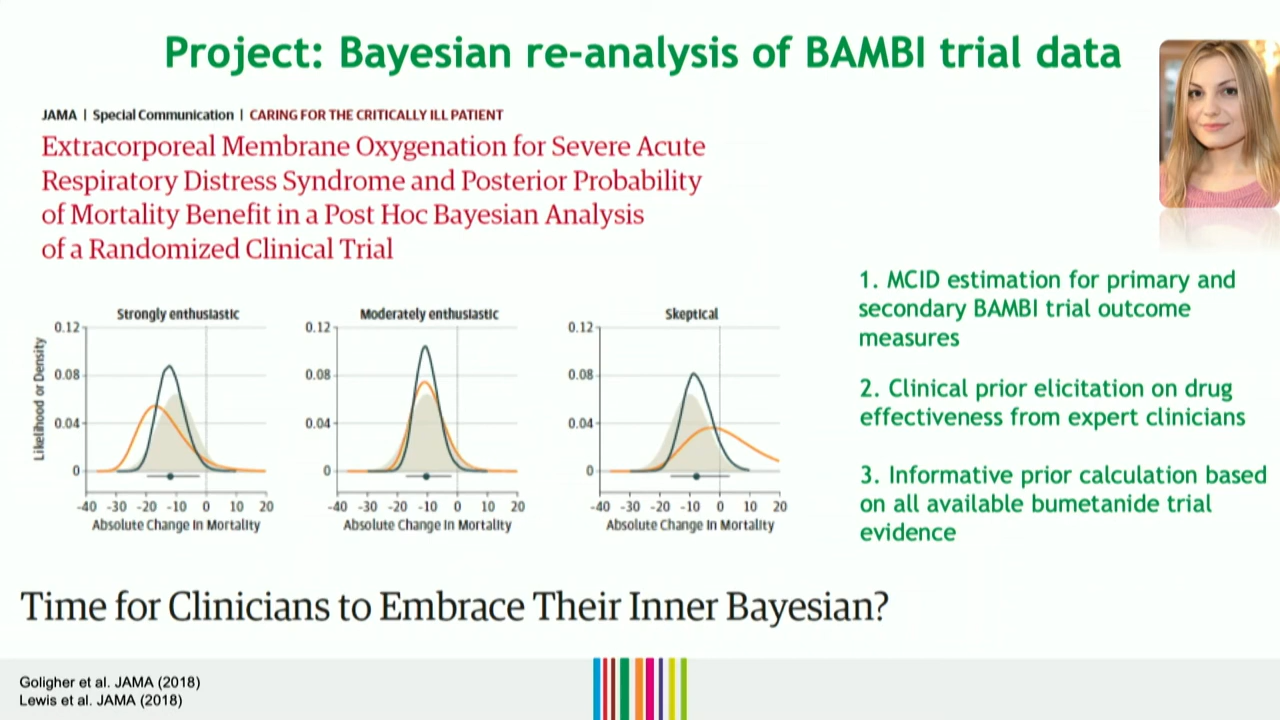 Project: Bayesian re-analysis of BAMBI trial data
JAMA | Special Communication | CARING FOR THE CRITICALLY ILL PATIENT
Extracorporeal Membrane Oxygenation for Severe Acute
Respiratory Distress Syndrome and Posterior Probability
of Mortality Benefit in a Post Hoc Bayesian Analysis
of a Randomized Clinical Trial
Strongly enthusiastic
Likelihood or Density
0.12
0.08
0.04
0
-40 -30 -20 -10 0 10 20
Absolute Change In Mortality
Moderately enthusiastic
0.12
0.08
0.04
0
-40 -30 -20 -10 0 10 20
Absolute Change In Mortality
Skeptical
0.12
0.08
0.04
0
-40 -30 -20 -10 0 10 20
Absolute Change In Mortality
1. MCID estimation for primary and
secondary BAMBI trial outcome
measures
2. Clinical prior elicitation on drug
effectiveness from expert clinicians
3. Informative prior calculation based
on all available bumetanide trial
evidence
Time for Clinicians to Embrace Their Inner Bayesian?
Goligher et al. JAMA (2018)
Lewis et al. JAMA (2018)